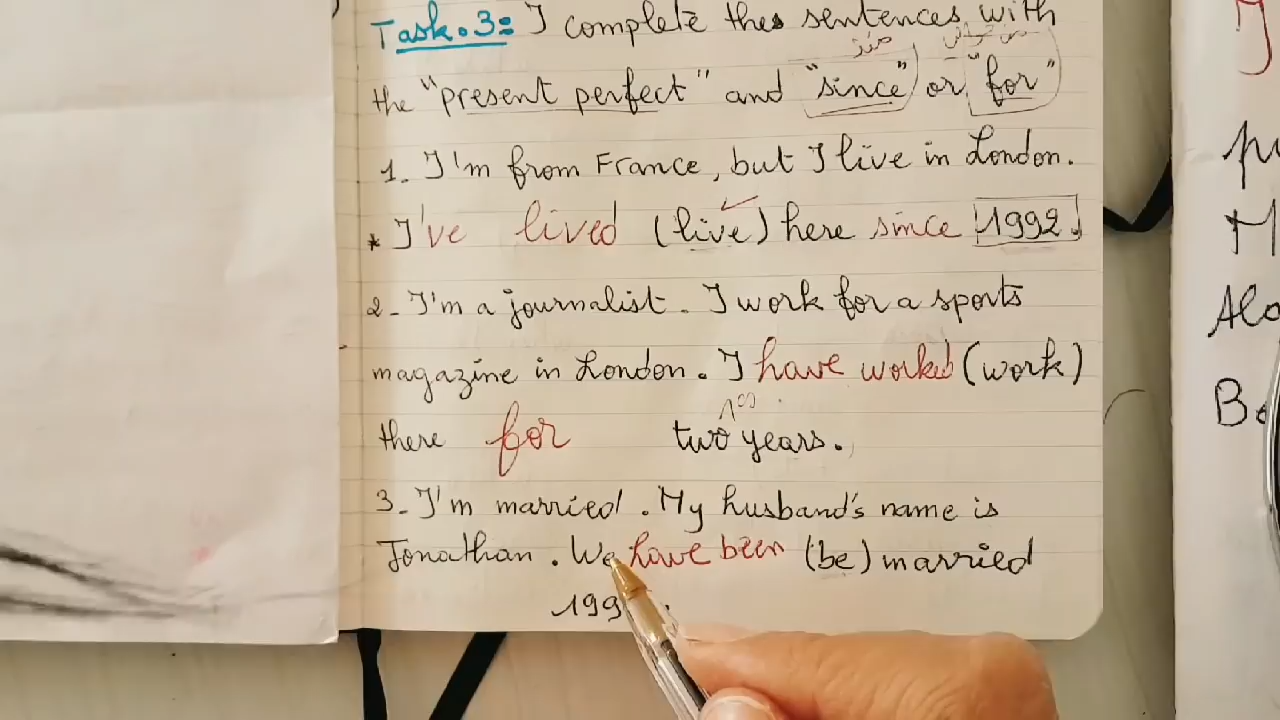 Task.3: I complete thes sentences with
منذ
the "present perfect" and "since" or "for"
1. I'm from France, but I live in London.
* I've lived (live) here since 1992.
2- I'm a journalist. I work for a sports
magazine in London. I have worked (work)
there for two years.
3- I'm married. My husband's name is
Jonathan. We have been (be) married